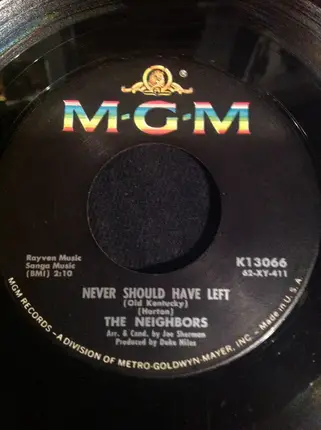 ®
M-G-M
Rayven Music
Sanga Music
(BMI) 2:10
K13066
62-XY-411
NEVER SHOULD HAVE LEFT
(Old Kentucky)
(Horton)
THE NEIGHBORS
Arr. & Cond. by Joe Sherman
Produced by Duke Niles
MGM RECORDS - A DIVISION OF METRO-GOLDWYN-MAYER, INC. - Made in U.S.A.